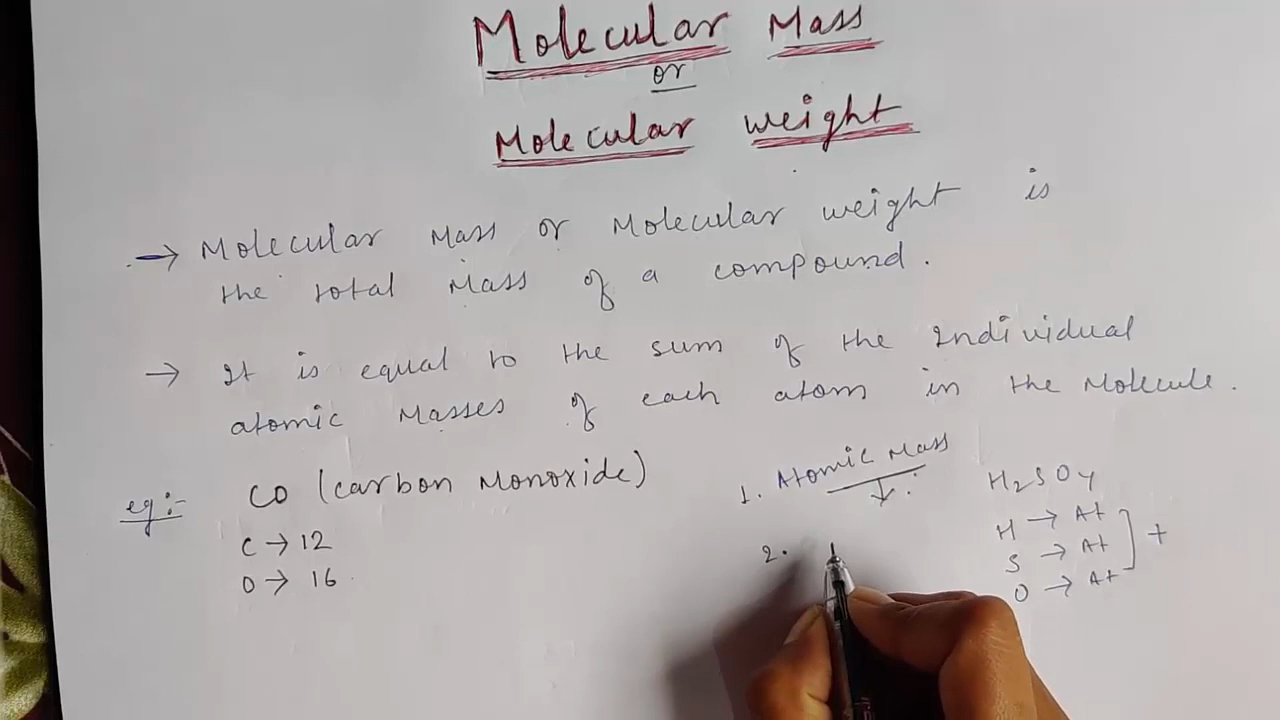 Molecular Mass
or
Molecular weight
→ Molecular Mass or Molecular weight is
the total Mass of a compound.
→ It is equal to the sum of the Individual
atomic Masses of each atom in the Molecule.
eg:- CO (carbon Monoxide)
C → 12
O → 16
1. Atomic Mass
↓
2.
H2SO4
H → At
S → At
O → At
+